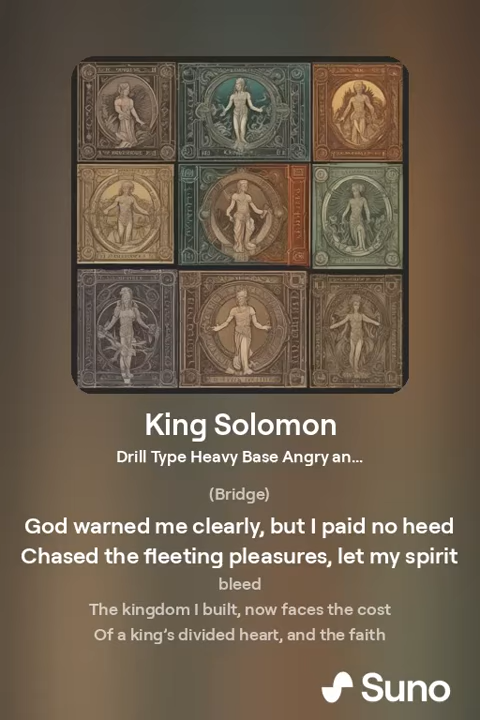 King Solomon
Drill Type Heavy Base Angry an...
(Bridge)
God warned me clearly, but I paid no heed
Chased the fleeting pleasures, let my spirit
bleed
The kingdom I built, now faces the cost
Of a king’s divided heart, and the faith
Suno